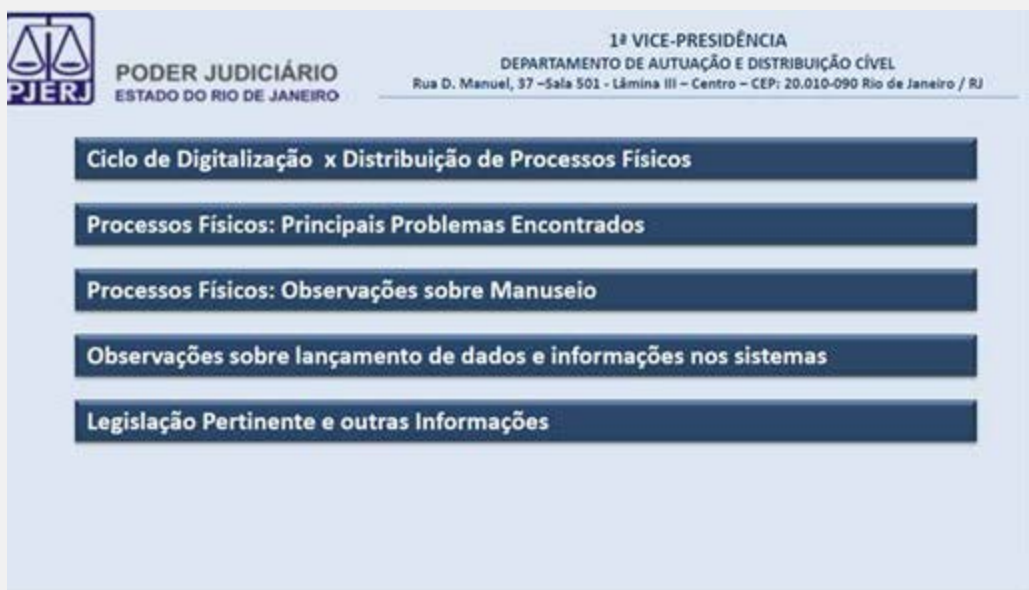 PJERJ
PODER JUDICIÁRIO
ESTADO DO RIO DE JANEIRO
1ª VICE-PRESIDÊNCIA
DEPARTAMENTO DE AUTUAÇÃO E DISTRIBUIÇÃO CÍVEL
Rua D. Manuel, 37 –Sala 501 - Lâmina III – Centro – CEP: 20.010-090 Rio de Janeiro / RJ
Ciclo de Digitalização x Distribuição de Processos Físicos
Processos Físicos: Principais Problemas Encontrados
Processos Físicos: Observações sobre Manuseio
Observações sobre lançamento de dados e informações nos sistemas
Legislação Pertinente e outras Informações